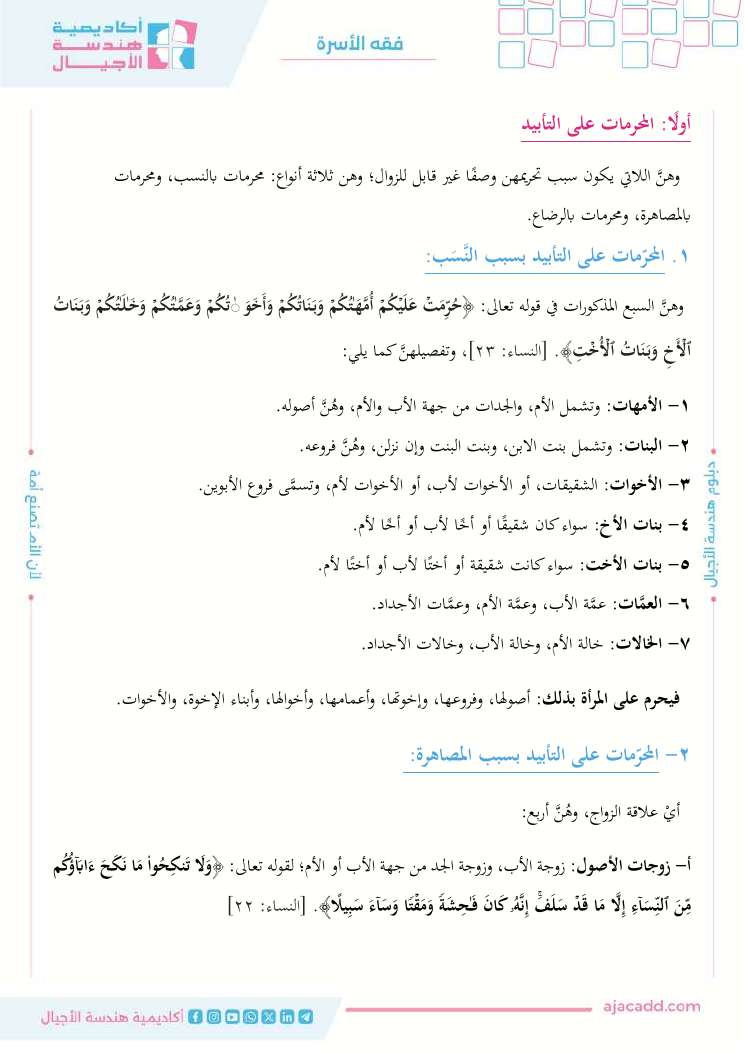 أكاديمية
هندسة
الأجيال
فقه الأسرة
أولًا: المحرمات على التأبيد
وهنَّ اللاتي يكون سبب تحريمهن وصفًا غير قابل للزوال؛ وهن ثلاثة أنواع: محرمات بالنسب، ومحرمات
بالمصاهرة، ومحرمات بالرضاع.
١. المحرّمات على التأبيد بسبب النَّسَب:
وهنَّ السبع المذكورات في قوله تعالى: ﴿حُرِّمَتۡ عَلَيۡكُمۡ أُمَّهَٰتُكُمۡ وَبَنَاتُكُمۡ وَأَخَوَ ٰتُكُمۡ وَعَمَّٰتُكُمۡ وَخَٰلَٰتُكُمۡ وَبَنَاتُ
ٱلۡأَخِ وَبَنَاتُ ٱلۡأُخۡتِ﴾. [النساء: ٢٣]، وتفصيلهنَّ كما يلي:
١- الأمهات: وتشمل الأم، والجدات من جهة الأب والأم، وهُنَّ أصوله.
٢- البنات: وتشمل بنت الابن، وبنت البنت وإن نزلن، وهُنَّ فروعه.
٣- الأخوات: الشقيقات، أو الأخوات لأب، أو الأخوات لأم، وتسمَّى فروع الأبوين.
٤- بنات الأخ: سواء كان شقيقًا أو أخًا لأب أو أخًا لأم.
٥- بنات الأخت: سواء كانت شقيقة أو أختًا لأب أو أختًا لأم.
٦- العمَّات: عمَّة الأب، وعمَّة الأم، وعمَّات الأجداد.
٧- الخالات: خالة الأم، وخالة الأب، وخالات الأجداد.
فيحرم على المرأة بذلك: أصولها، وفروعها، وإخوتها، وأعمامها، وأخوالها، وأبناء الإخوة، والأخوات.
٢- المحرّمات على التأبيد بسبب المصاهرة:
أيْ علاقة الزواج، وهُنَّ أربع:
أ- زوجات الأصول: زوجة الأب، وزوجة الجد من جهة الأب أو الأم؛ لقوله تعالى: ﴿وَلَا تَنكِحُواْ مَا نَكَحَ ءَابَآؤُكُم
مِّنَ ٱلنِّسَآءِ إِلَّا مَا قَدۡ سَلَفَۚ إِنَّهُۥ كَانَ فَٰحِشَةٗ وَمَقۡتٗا وَسَآءَ سَبِيلًا﴾. [النساء: ٢٢]
دبلوم هندسة الأجيال
لأن الأم تصنع أمة
ajacadd.com
أكاديمية هندسة الأجيال